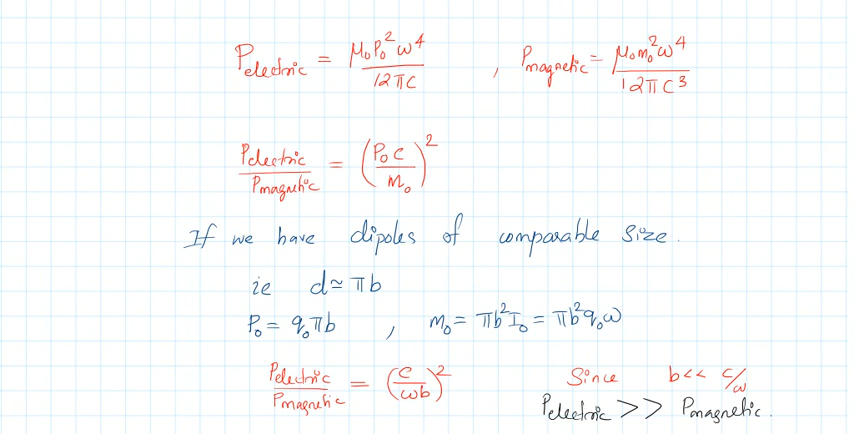 P_electric = μ₀p₀²ω⁴/12πc , P_magnetic = μ₀m₀²ω⁴/12πc³
P_electric/P_magnetic = (P₀c/m₀)²
If we have dipoles of comparable size.
ie d ≃ πb
P₀ = q₀πb , m₀ = πb²I₀ = πb²q₀ω
P_electric/P_magnetic = (c/ωb)² Since b << c/ω
P_electric >> P_magnetic.